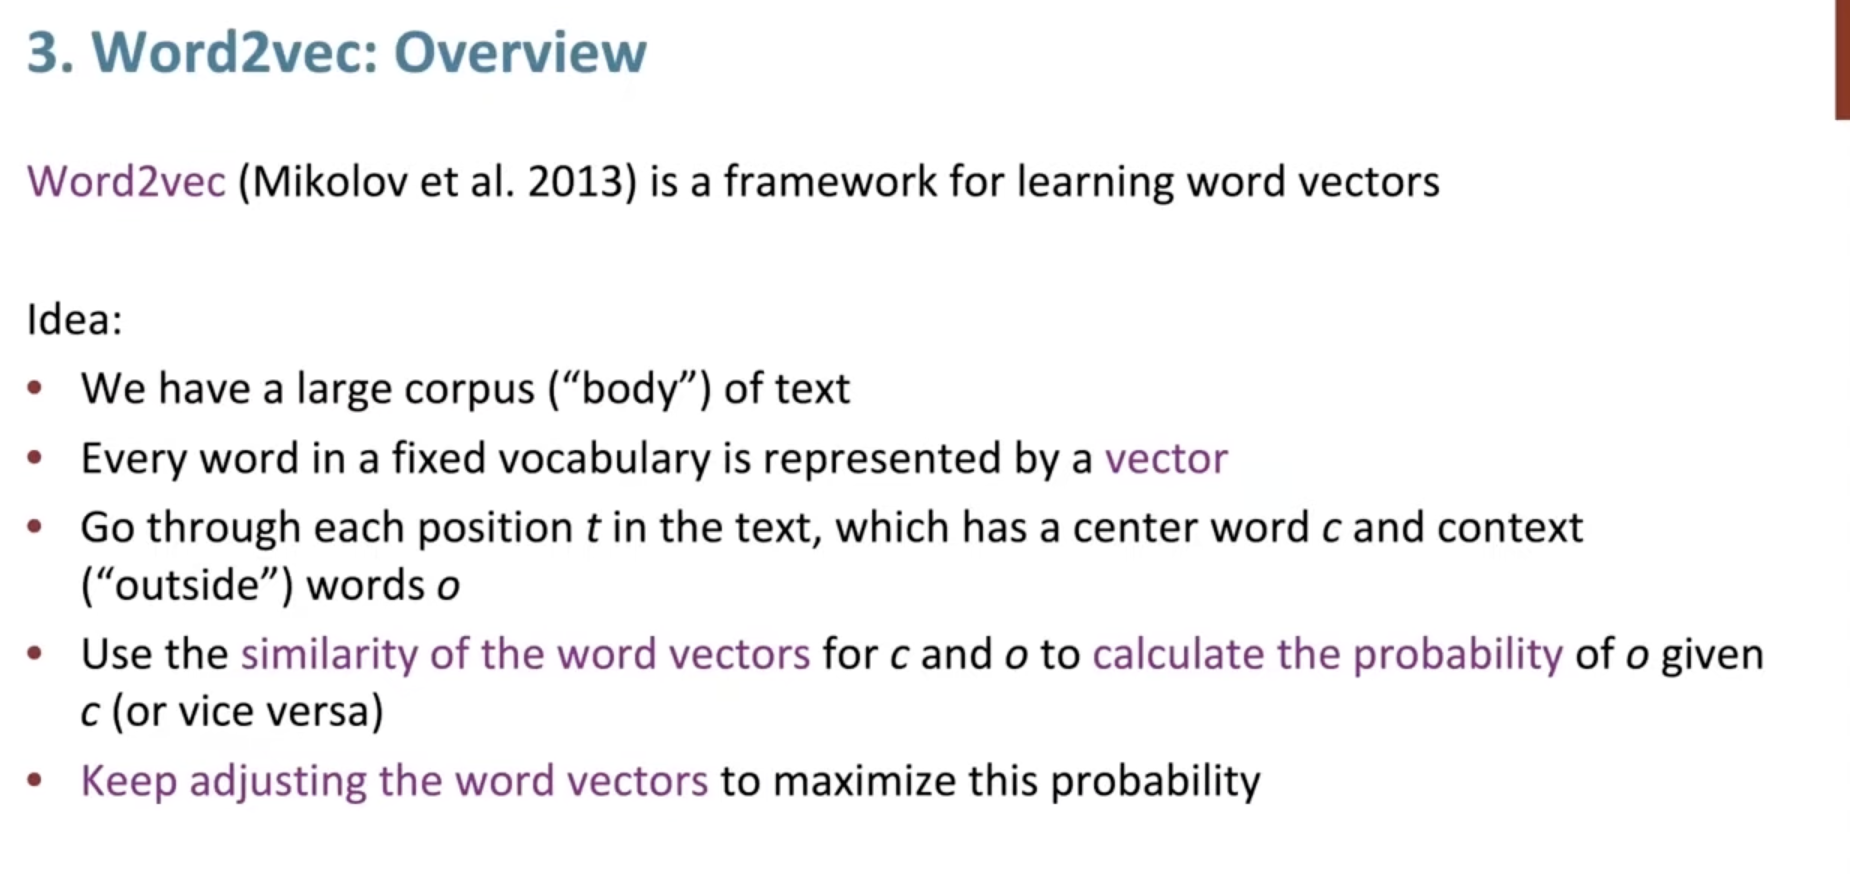 3. Word2vec: Overview
Word2vec (Mikolov et al. 2013) is a framework for learning word vectors
Idea:
• We have a large corpus (“body”) of text
• Every word in a fixed vocabulary is represented by a vector
• Go through each position t in the text, which has a center word c and context
(“outside”) words o
• Use the similarity of the word vectors for c and o to calculate the probability of o given
c (or vice versa)
• Keep adjusting the word vectors to maximize this probability